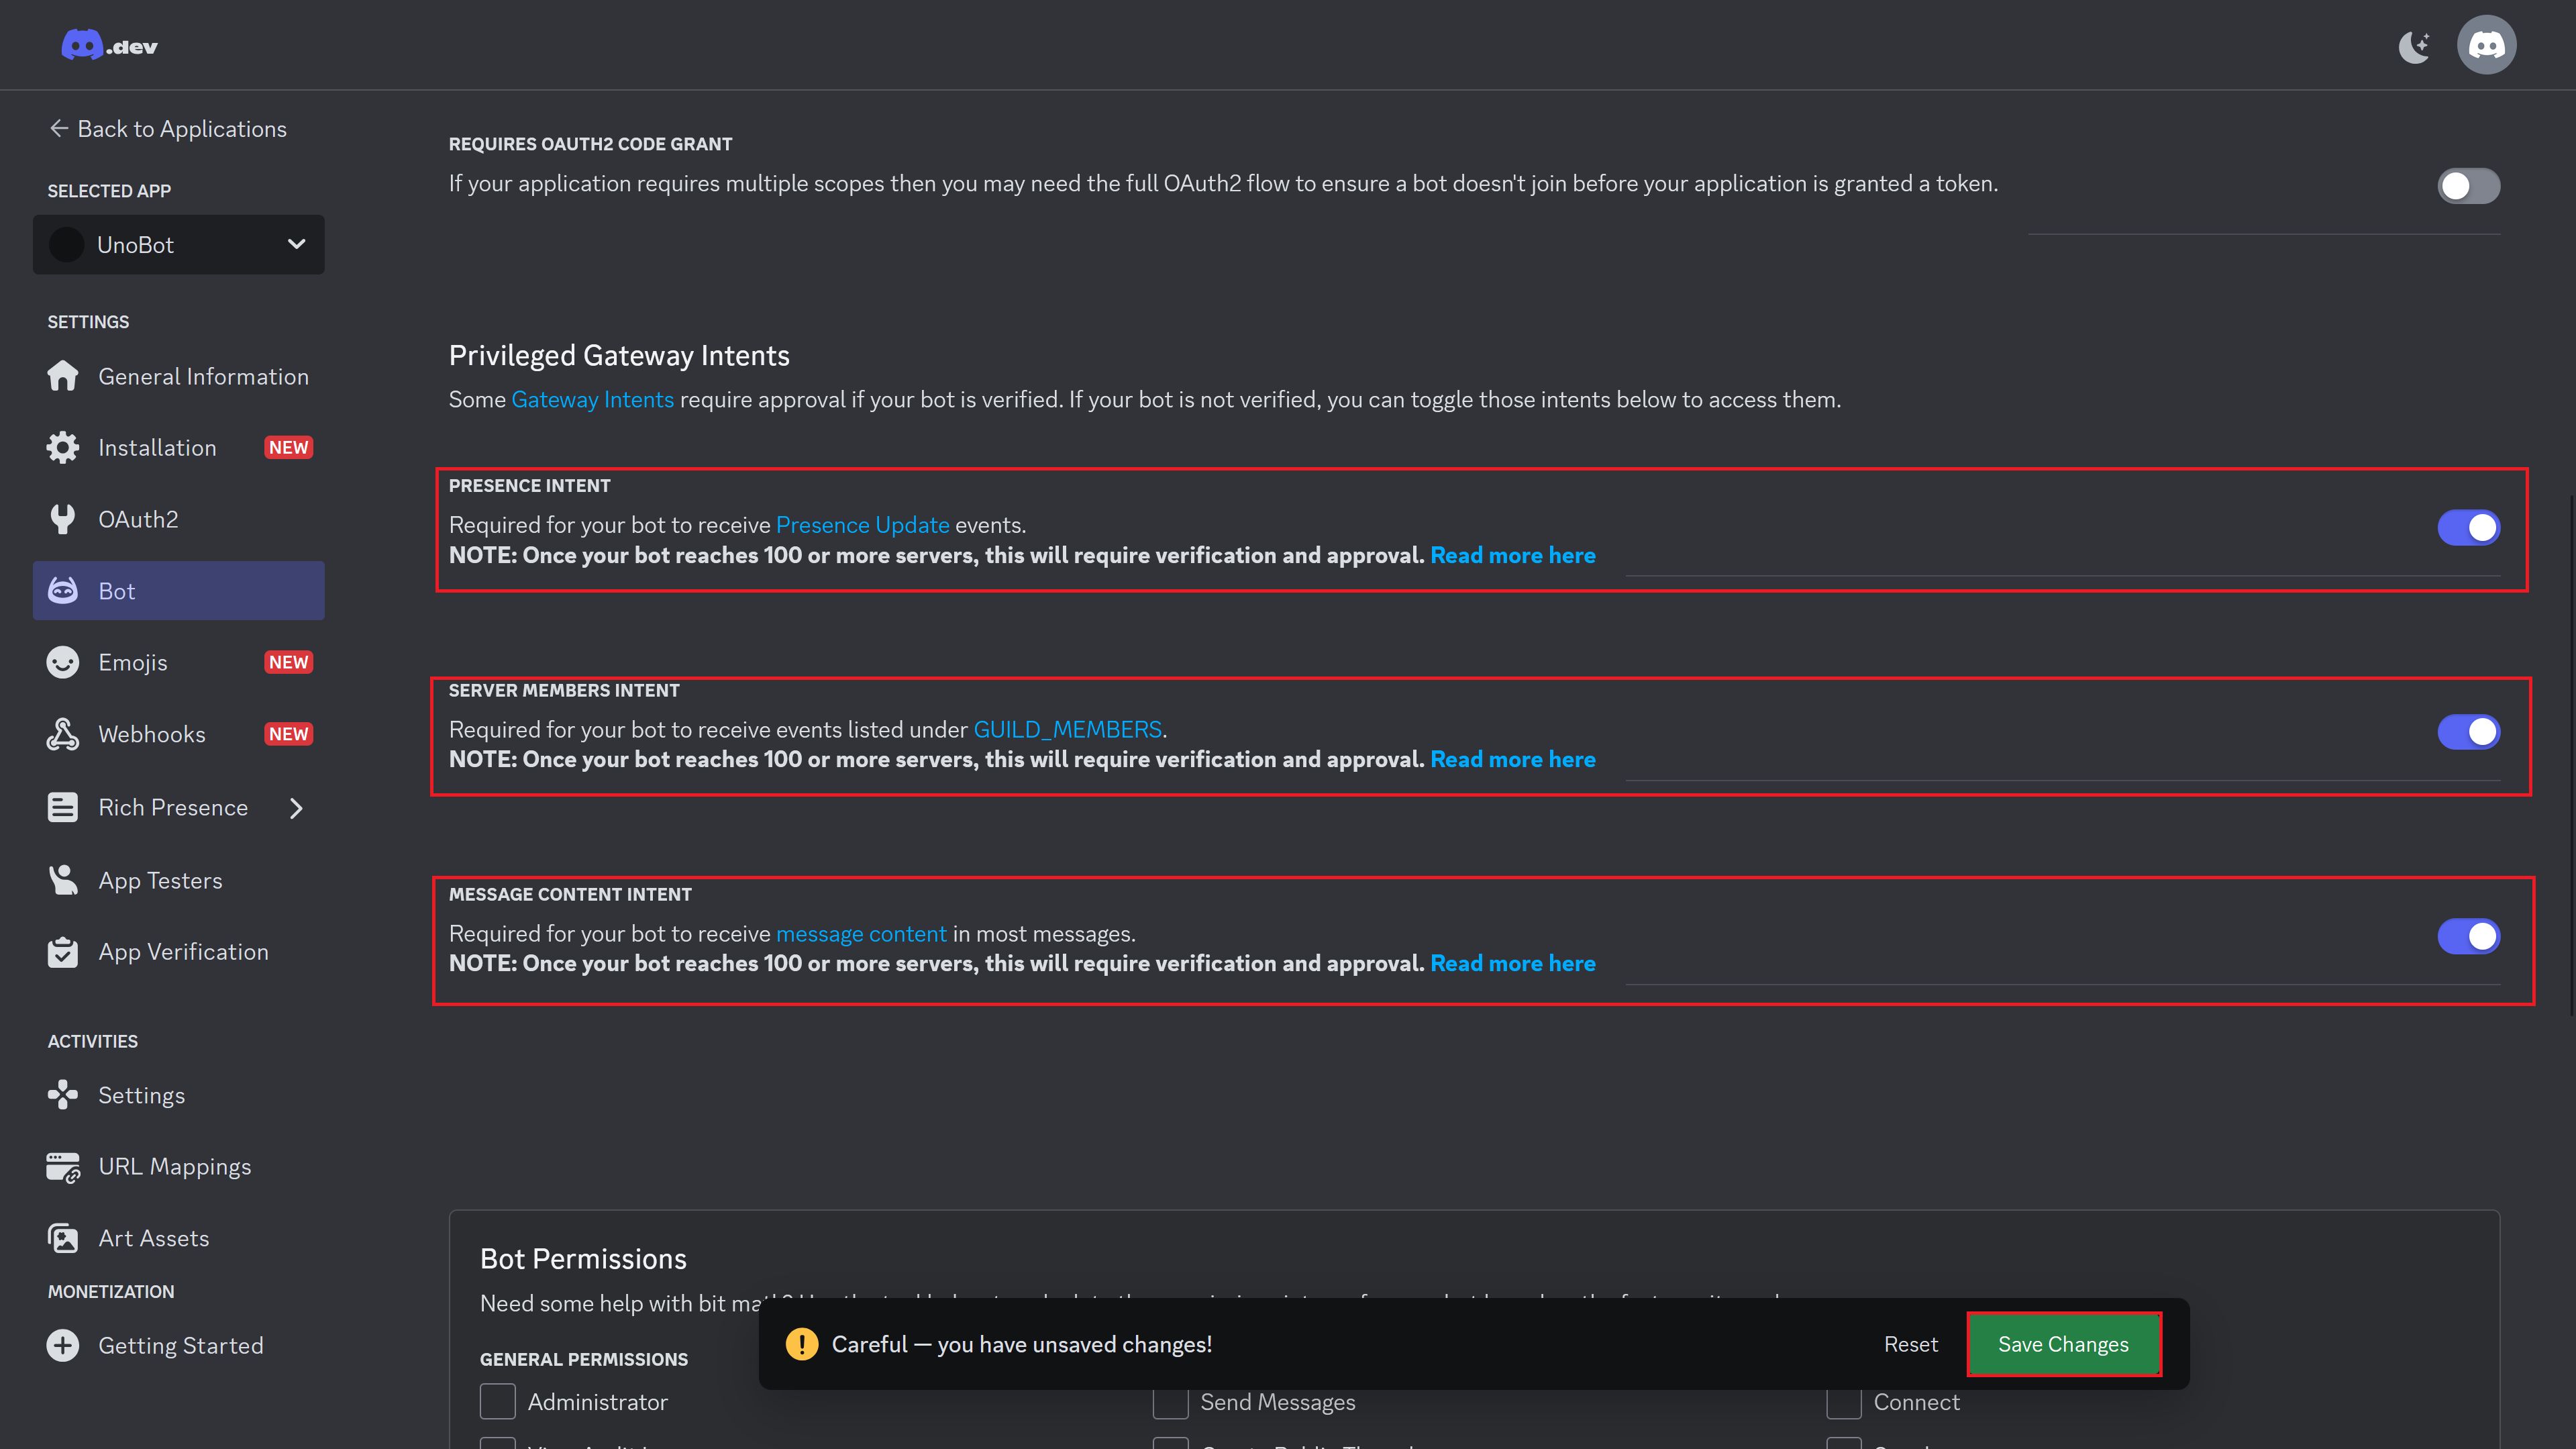 .dev
Back to Applications
SELECTED APP
UnoBot
SETTINGS
General Information
Installation NEW
OAuth2
Bot
Emojis NEW
Webhooks NEW
Rich Presence
App Testers
App Verification
ACTIVITIES
Settings
URL Mappings
Art Assets
MONETIZATION
Getting Started
REQUIRES OAUTH2 CODE GRANT
If your application requires multiple scopes then you may need the full OAuth2 flow to ensure a bot doesn't join before your application is granted a token.
Privileged Gateway Intents
Some Gateway Intents require approval if your bot is verified. If your bot is not verified, you can toggle those intents below to access them.
PRESENCE INTENT
Required for your bot to receive Presence Update events.
NOTE: Once your bot reaches 100 or more servers, this will require verification and approval. Read more here
SERVER MEMBERS INTENT
Required for your bot to receive events listed under GUILD_MEMBERS.
NOTE: Once your bot reaches 100 or more servers, this will require verification and approval. Read more here
MESSAGE CONTENT INTENT
Required for your bot to receive message content in most messages.
NOTE: Once your bot reaches 100 or more servers, this will require verification and approval. Read more here
Bot Permissions
Need some help with bit
Careful — you have unsaved changes!
Reset
Save Changes
GENERAL PERMISSIONS
Administrator
Send Messages
Connect